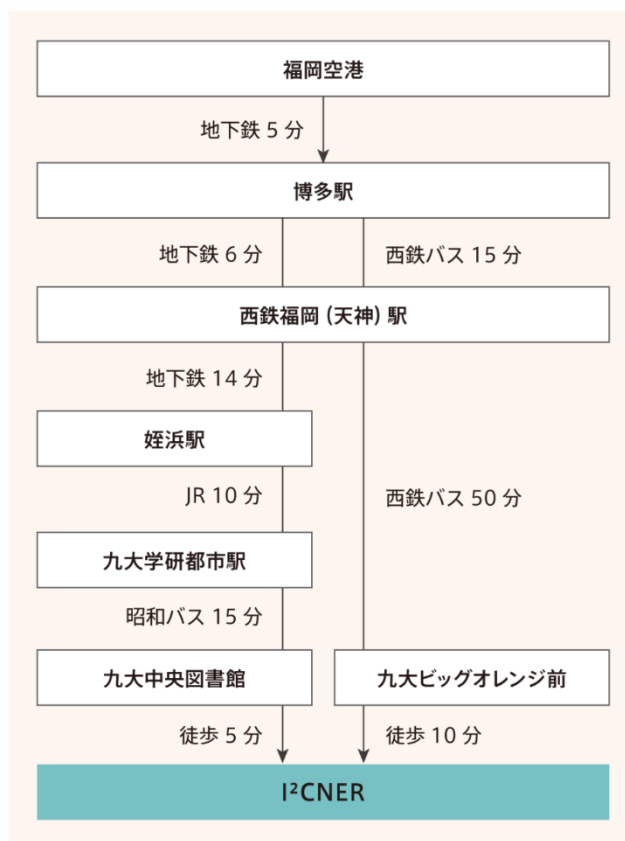 福岡空港
地下鉄 5 分
博多駅
地下鉄 6 分
西鉄バス 15 分
西鉄福岡（天神）駅
地下鉄 14 分
姪浜駅
JR 10 分
西鉄バス 50 分
九大学研都市駅
昭和バス 15 分
九大中央図書館
九大ビッグオレンジ前
徒歩 5 分
徒歩 10 分
I²CNER